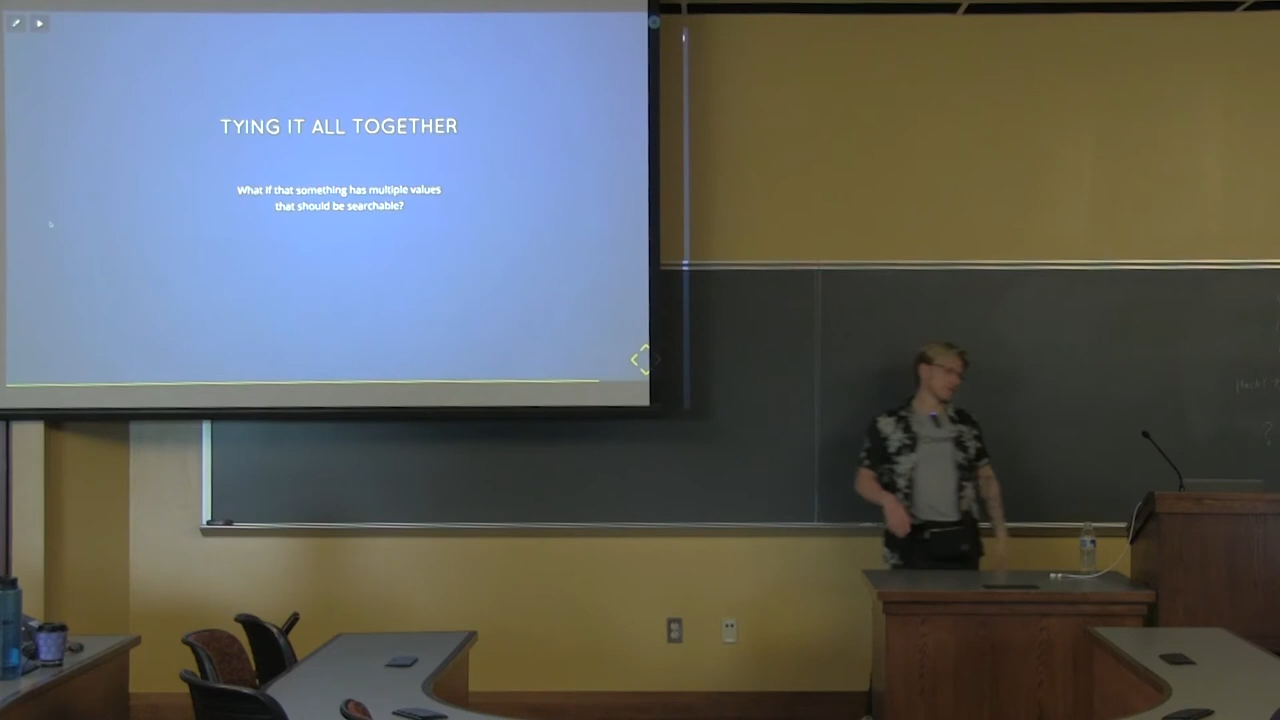 TYING IT ALL TOGETHER
What if that something has multiple values
that should be searchable?